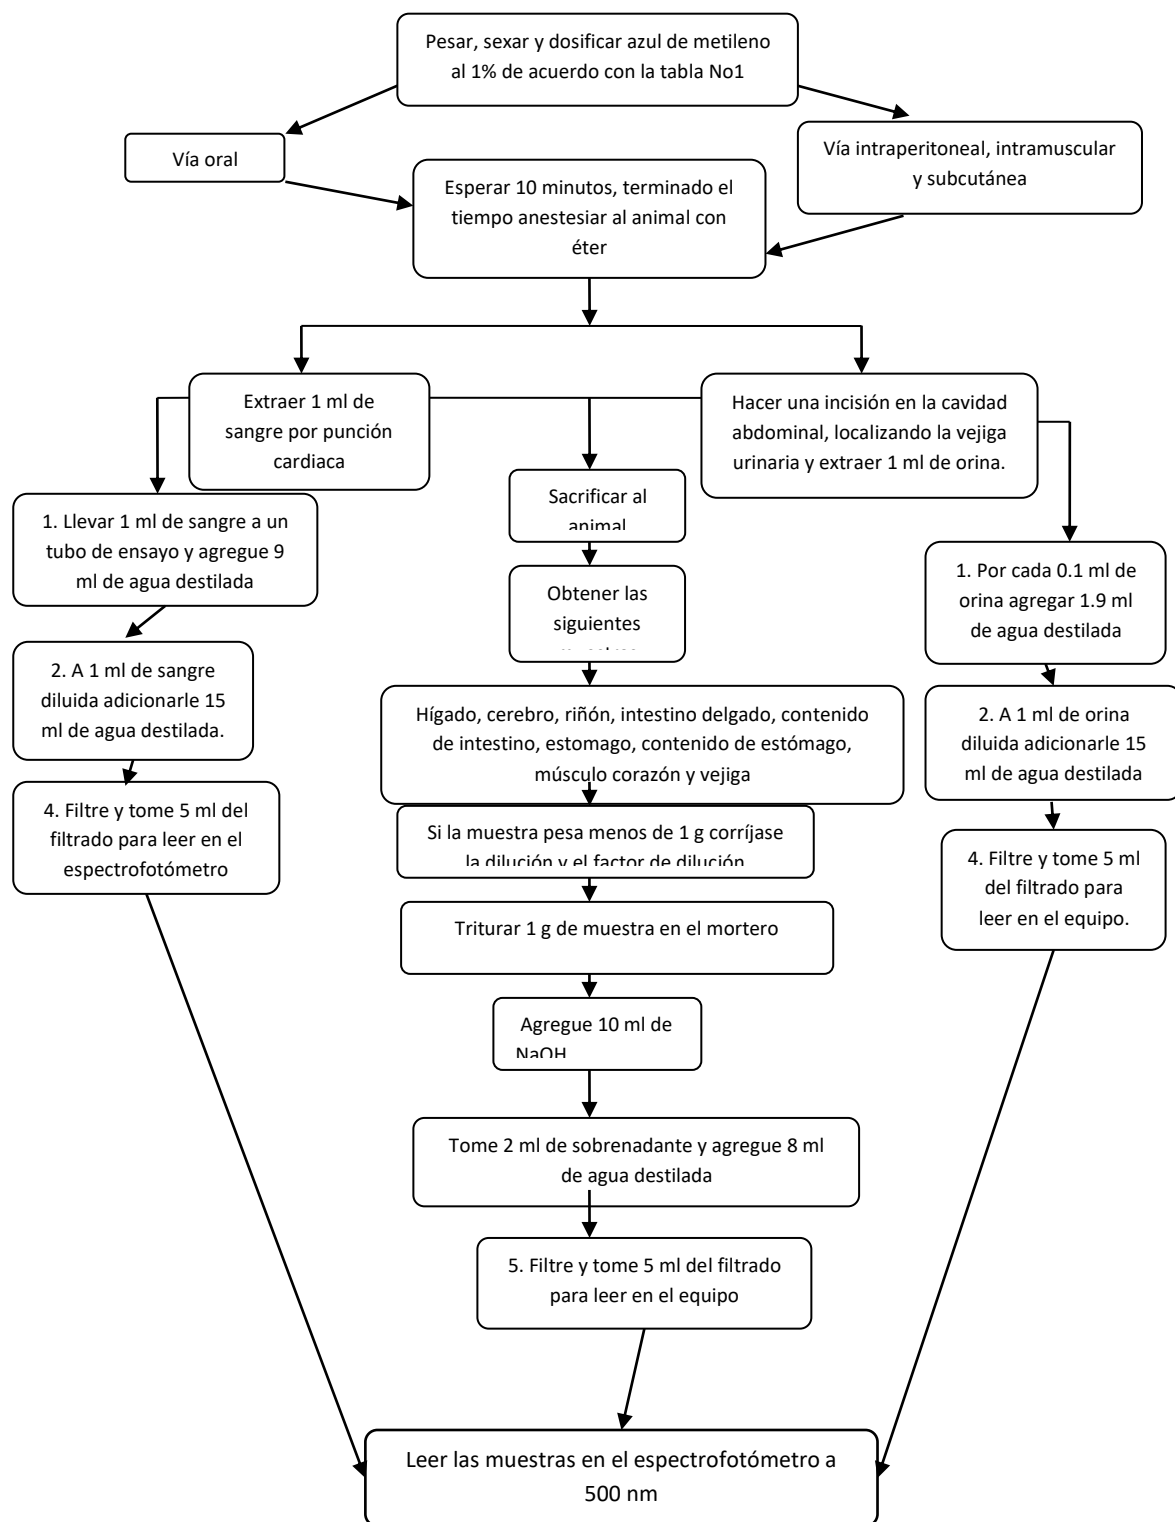 Pesar, sexar y dosificar azul de metileno
al 1% de acuerdo con la tabla No1
Vía oral
Vía intraperitoneal, intramuscular
y subcutánea
Esperar 10 minutos, terminado el
tiempo anestesiar al animal con
éter
Extraer 1 ml de
sangre por punción
cardiaca
Hacer una incisión en la cavidad
abdominal, localizando la vejiga
urinaria y extraer 1 ml de orina.
Sacrificar al
animal
1. Llevar 1 ml de sangre a un
tubo de ensayo y agregue 9
ml de agua destilada
Obtener las
siguientes
1. Por cada 0.1 ml de
orina agregar 1.9 ml
de agua destilada
2. A 1 ml de sangre
diluida adicionarle 15
ml de agua destilada.
Hígado, cerebro, riñón, intestino delgado, contenido
de intestino, estomago, contenido de estómago,
músculo corazón y vejiga
2. A 1 ml de orina
diluida adicionarle 15
ml de agua destilada
4. Filtre y tome 5 ml del
filtrado para leer en el
espectrofotómetro
Si la muestra pesa menos de 1 g corríjase
la dilución y el factor de dilución
4. Filtre y tome 5 ml
del filtrado para
leer en el equipo.
Triturar 1 g de muestra en el mortero
Agregue 10 ml de
NaOH
Tome 2 ml de sobrenadante y agregue 8 ml
de agua destilada
5. Filtre y tome 5 ml del filtrado
para leer en el equipo
Leer las muestras en el espectrofotómetro a
500 nm